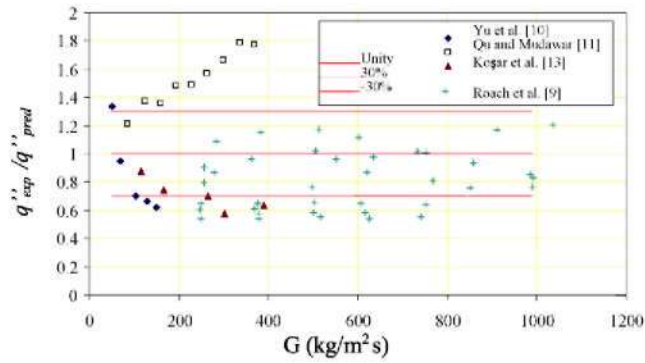 2
1.8
1.6
1.4
1.2
1
0.8
0.6
0.4
0.2
0
q''exp/q''pred
0
200
400
600
800
1000
1200
G (kg/m²s)
Unity
30%
-30%
Yu et al. [10]
Qu and Mudawar [11]
Koşar et al. [13]
Roach et al. [9]